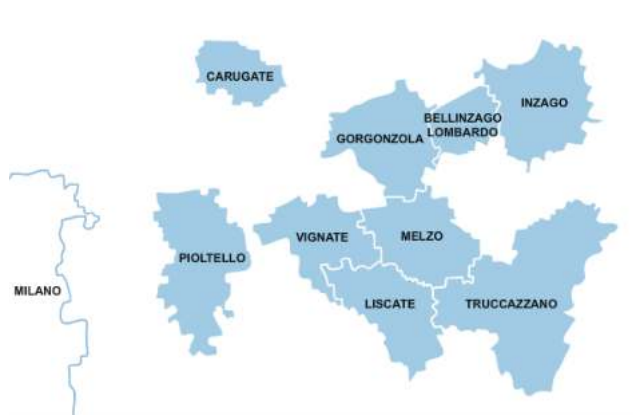 CARUGATE
INZAGO
BELLINZAGO
LOMBARDO
GORGONZOLA
VIGNATE
MELZO
PIOLTELLO
MILANO
LISCATE
TRUCCAZZANO